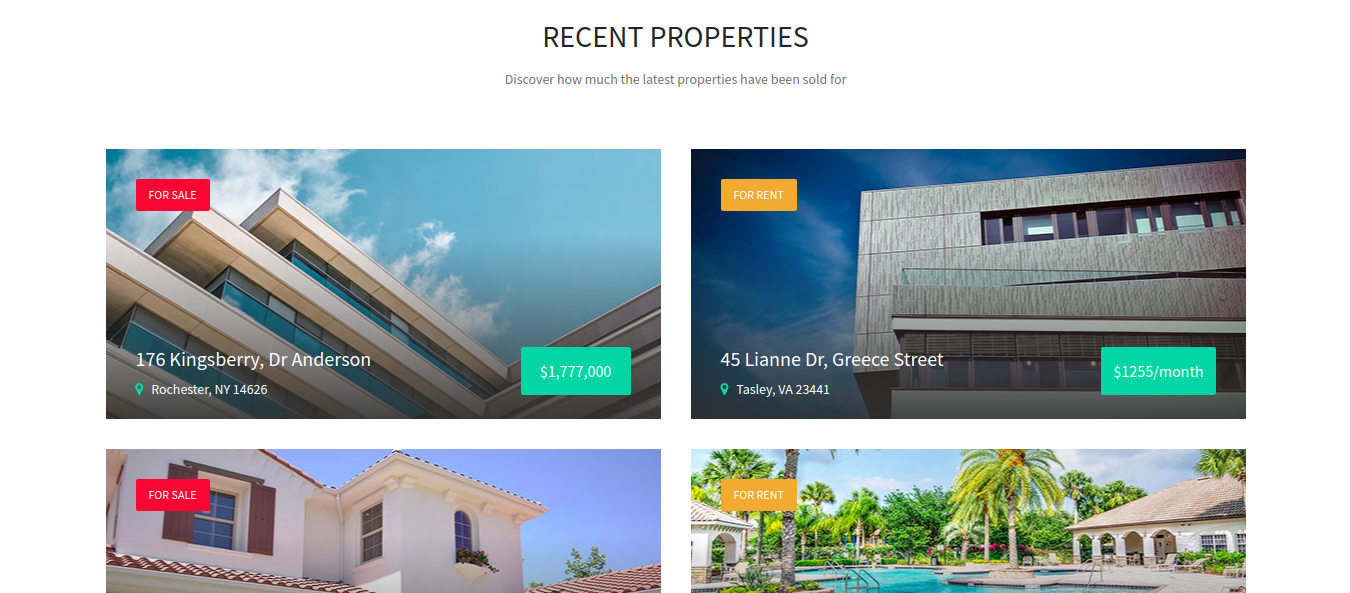 RECENT PROPERTIES
Discover how much the latest properties have been sold for
FOR SALE
176 Kingsberry, Dr Anderson
Rochester, NY 14626
$1,777,000
FOR RENT
45 Lianne Dr, Greece Street
Tasley, VA 23441
$1255/month
FOR SALE
FOR RENT